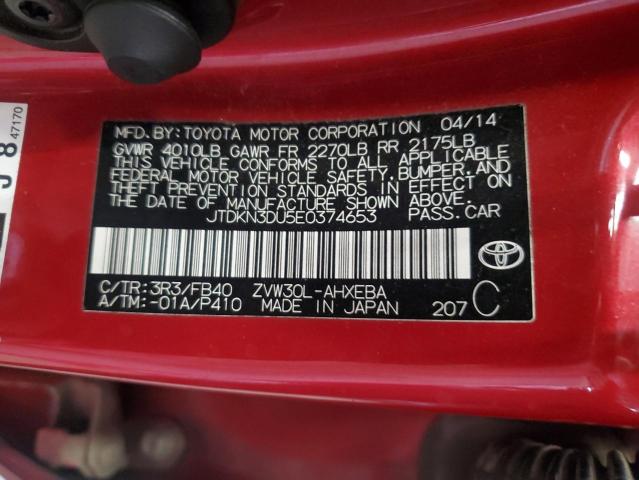 MFD.BY:TOYOTA MOTOR CORPORATION 04/14
GVWR 4010LB GAWR FR 2270LB RR 2175LB
THIS VEHICLE CONFORMS TO ALL APPLICABLE
FEDERAL MOTOR VEHICLE SAFETY, BUMPER, AND
THEFT PREVENTION STANDARDS IN EFFECT ON
THE DATE OF MANUFACTURE SHOWN ABOVE.
JTDKN3DU5E0374653 PASS.CAR
C/TR:3R3/FB40 ZVW30L-AHXEBA
A/TM:-01A/P410 MADE IN JAPAN 207 C
47170